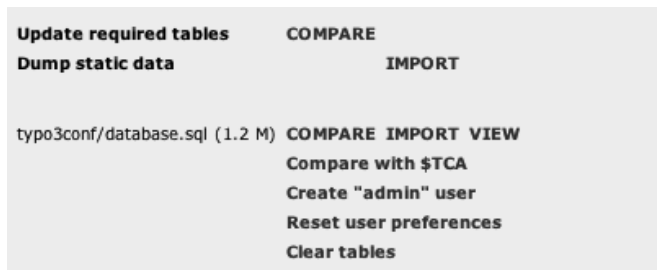 Update required tables COMPARE
Dump static data IMPORT
typo3conf/database.sql (1.2 M) COMPARE IMPORT VIEW
Compare with $TCA
Create "admin" user
Reset user preferences
Clear tables